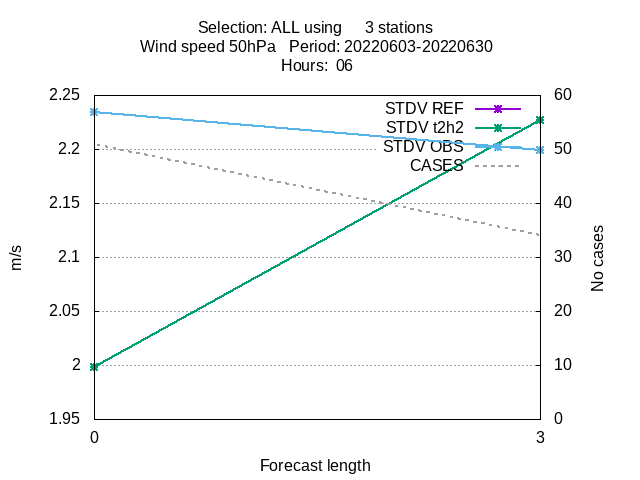 Selection: ALL using     3 stations
Wind speed 50hPa   Period: 20220603-20220630
Hours:  06
2.25
2.2
2.15
2.1
2.05
2
1.95
60
50
40
30
20
10
0
STDV REF
STDV t2h2
STDV OBS
CASES
m/s
No cases
0
3
Forecast length